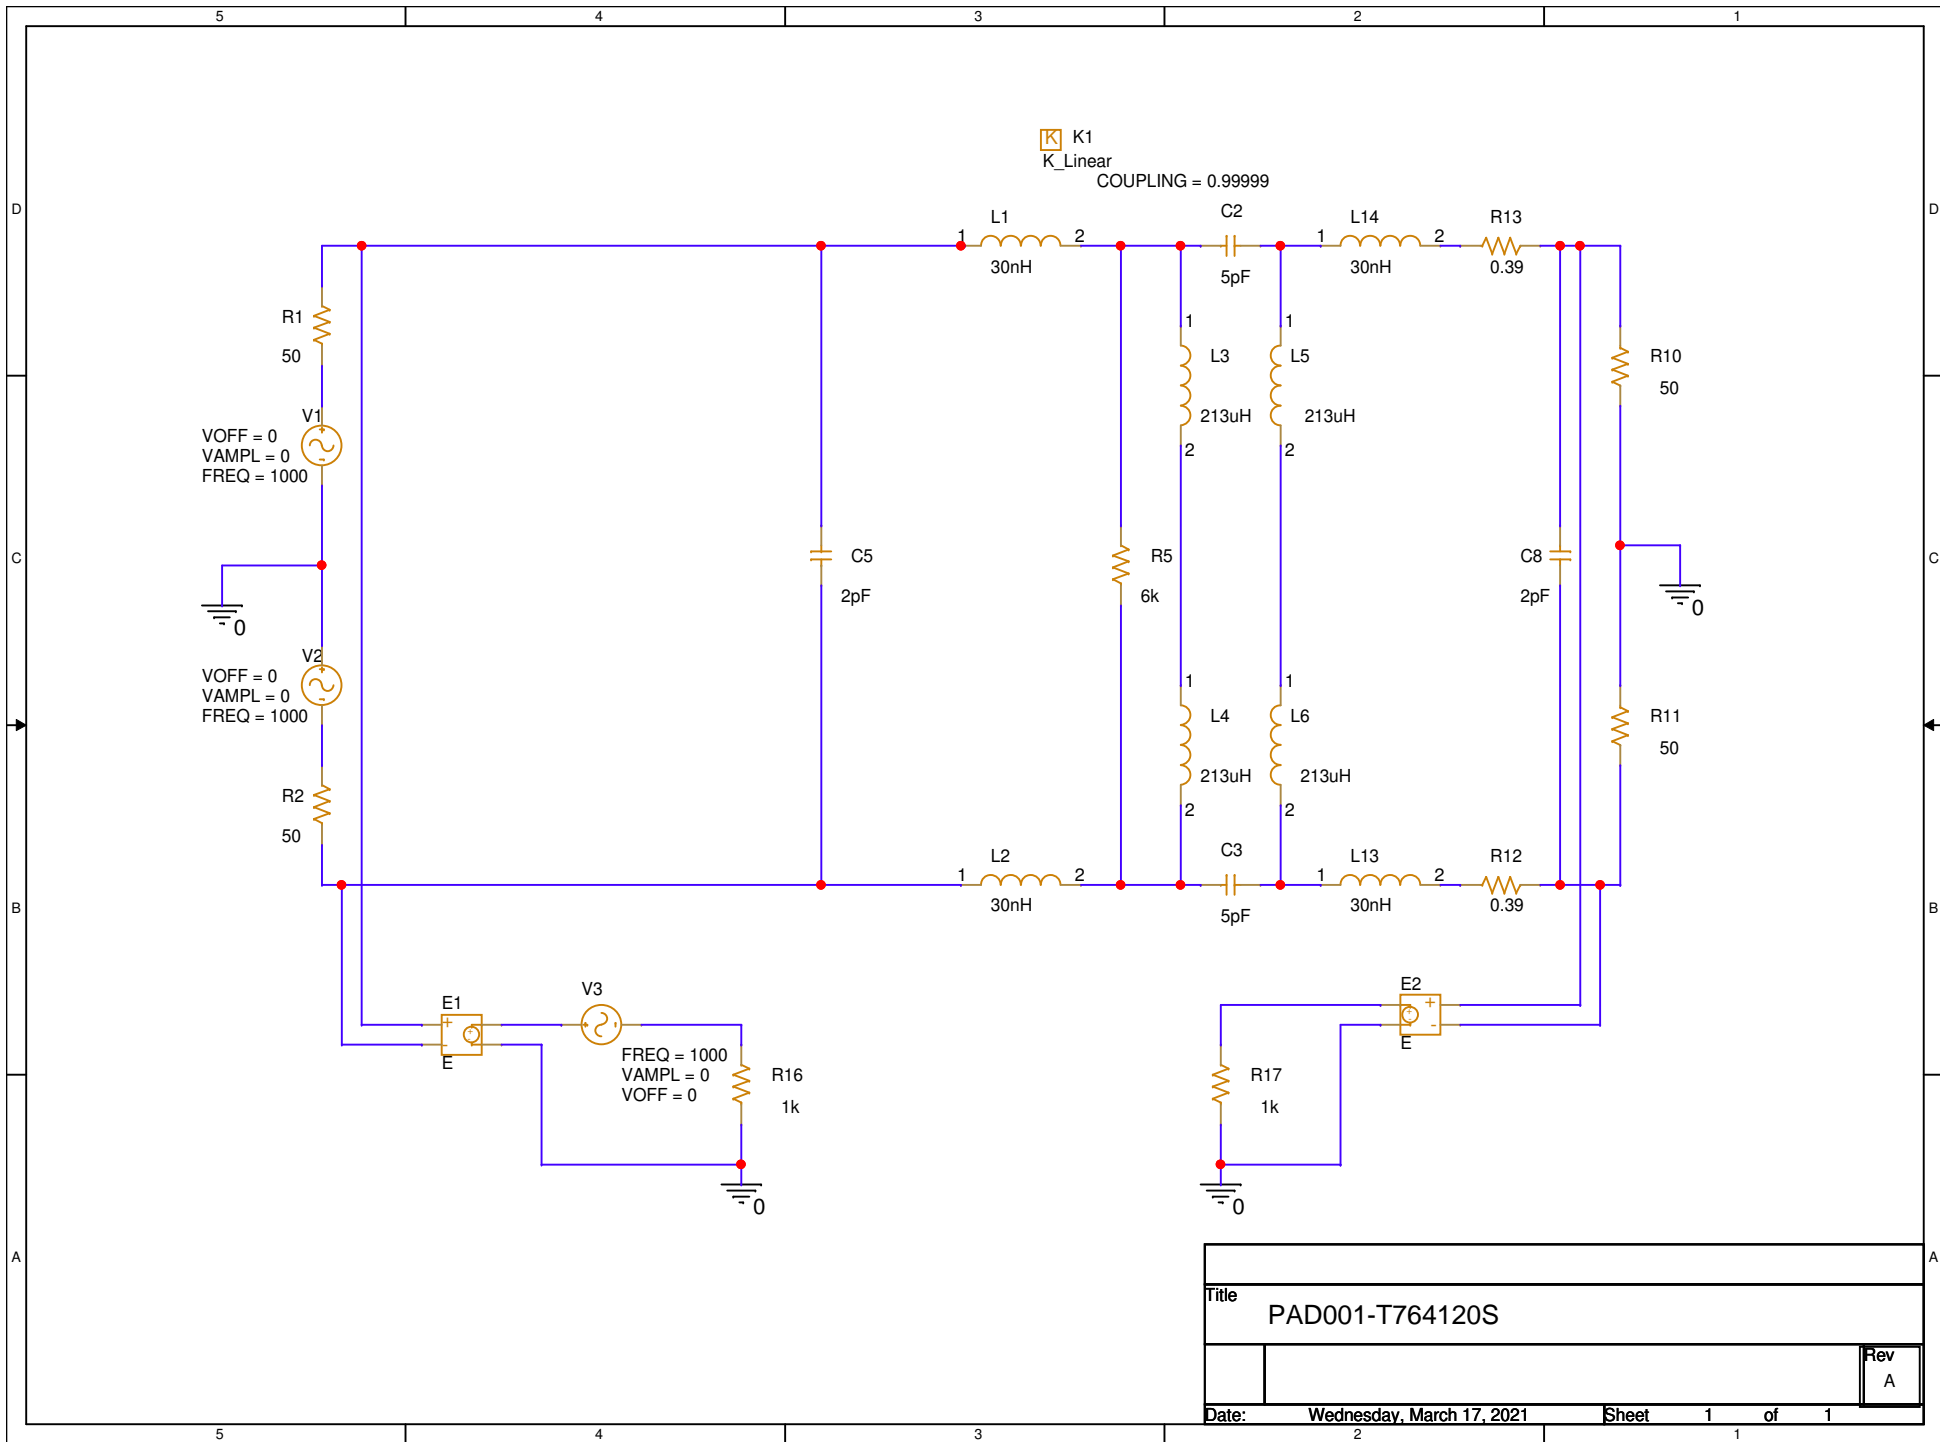 5 4 3 2 1
K K1
K_Linear
COUPLING = 0.99999
D D
L1 C2 L14 R13
1 2 1 2
30nH 5pF 30nH 0.39
R1
50
1 1
L3 L5
213uH 213uH
2 2
R10
50
V1
VOFF = 0
VAMPL = 0
FREQ = 1000
+
-
C C
C5
2pF
R5
6k
C8
2pF
0 0
V2
VOFF = 0
VAMPL = 0
FREQ = 1000
+
-
1 1
L4 L6
213uH 213uH
2 2
R11
50
R2
50
L2 C3 L13 R12
1 2 1 2
30nH 5pF 30nH 0.39
B B
E1
+
-
E
V3
+ -
FREQ = 1000
VAMPL = 0
VOFF = 0
R16
1k
0
E2
+
-
E
R17
1k
0
A A
Title
PAD001-T764120S
Rev
A
Date: Wednesday, March 17, 2021 Sheet 1 of 1
5 4 3 2 1